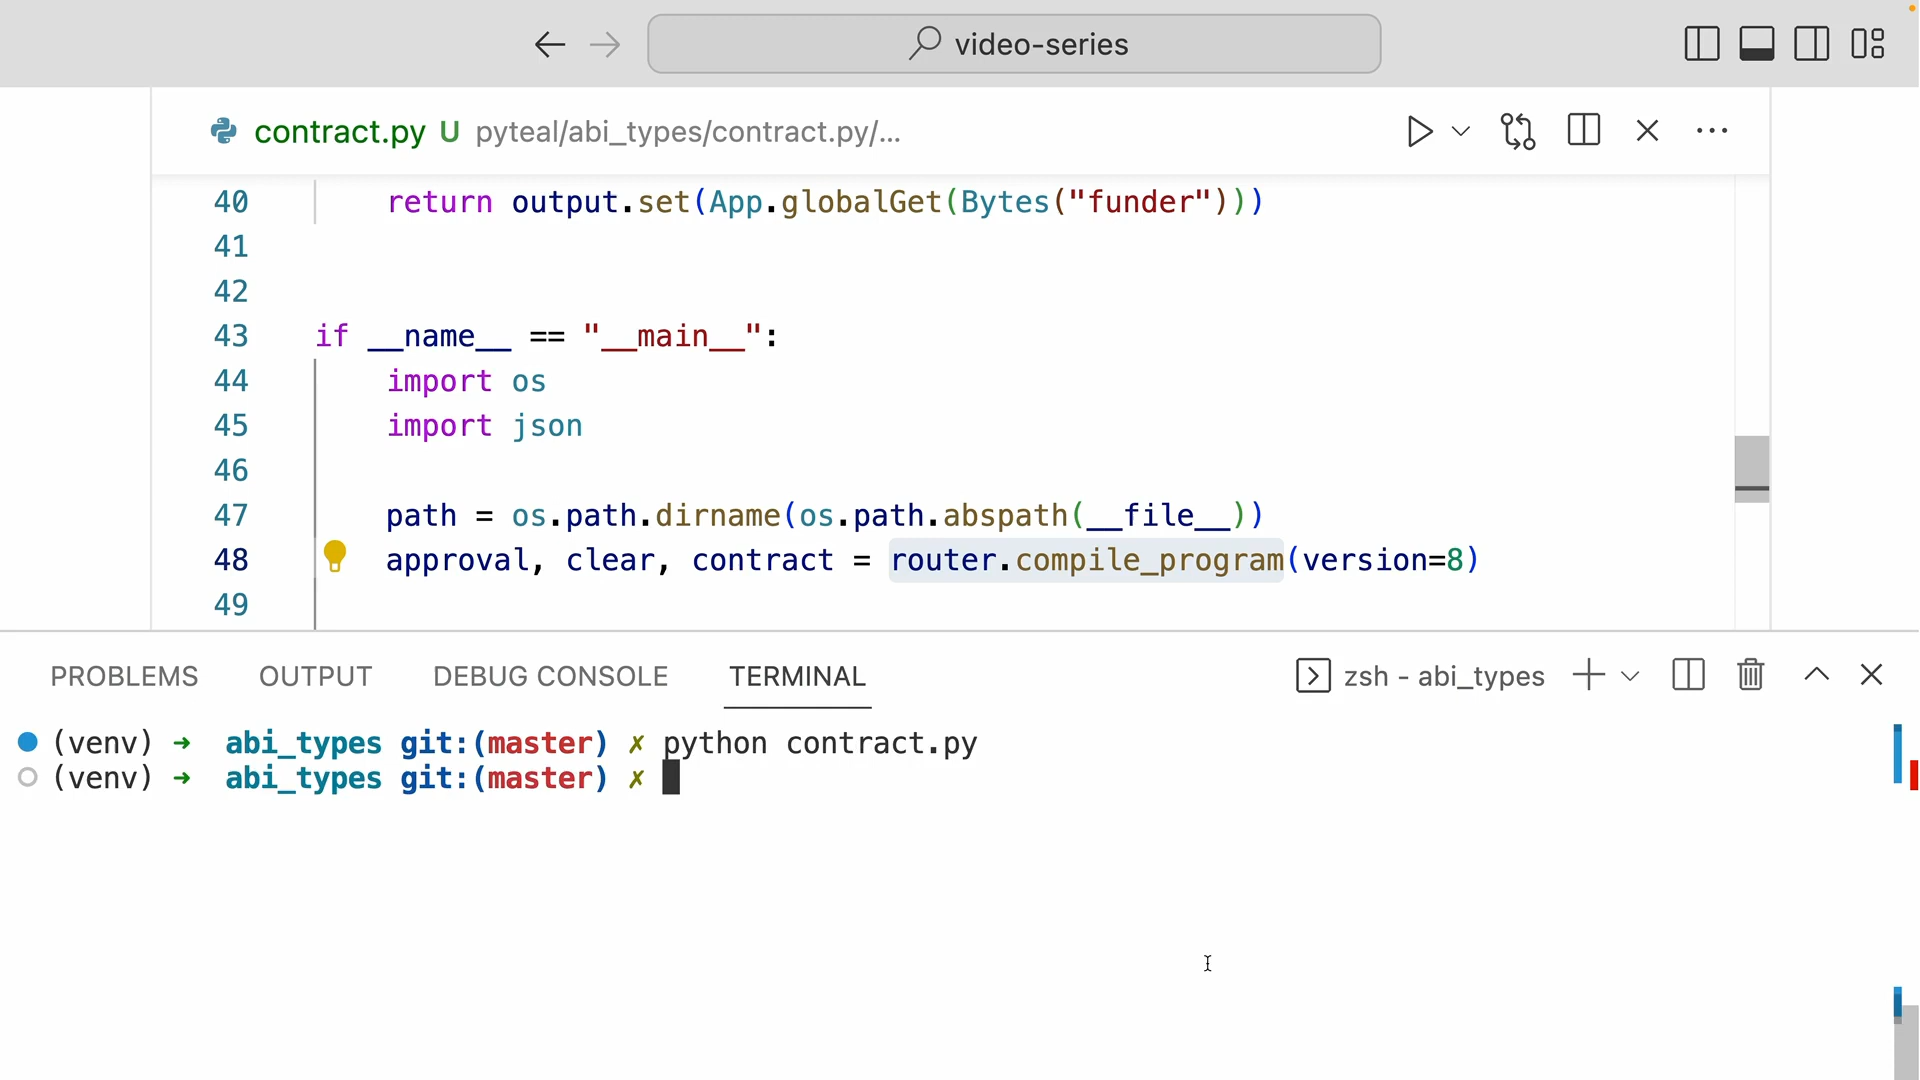 video-series
contract.py U pyteal/abi_types/contract.py/...
40 return output.set(App.globalGet(Bytes("funder")))
41
42
43 if __name__ == "__main__":
44 import os
45 import json
46
47 path = os.path.dirname(os.path.abspath(__file__))
48 approval, clear, contract = router.compile_program(version=8)
49
PROBLEMS OUTPUT DEBUG CONSOLE TERMINAL zsh - abi_types
(venv) ➜ abi_types git:(master) ✗ python contract.py
(venv) ➜ abi_types git:(master) ✗